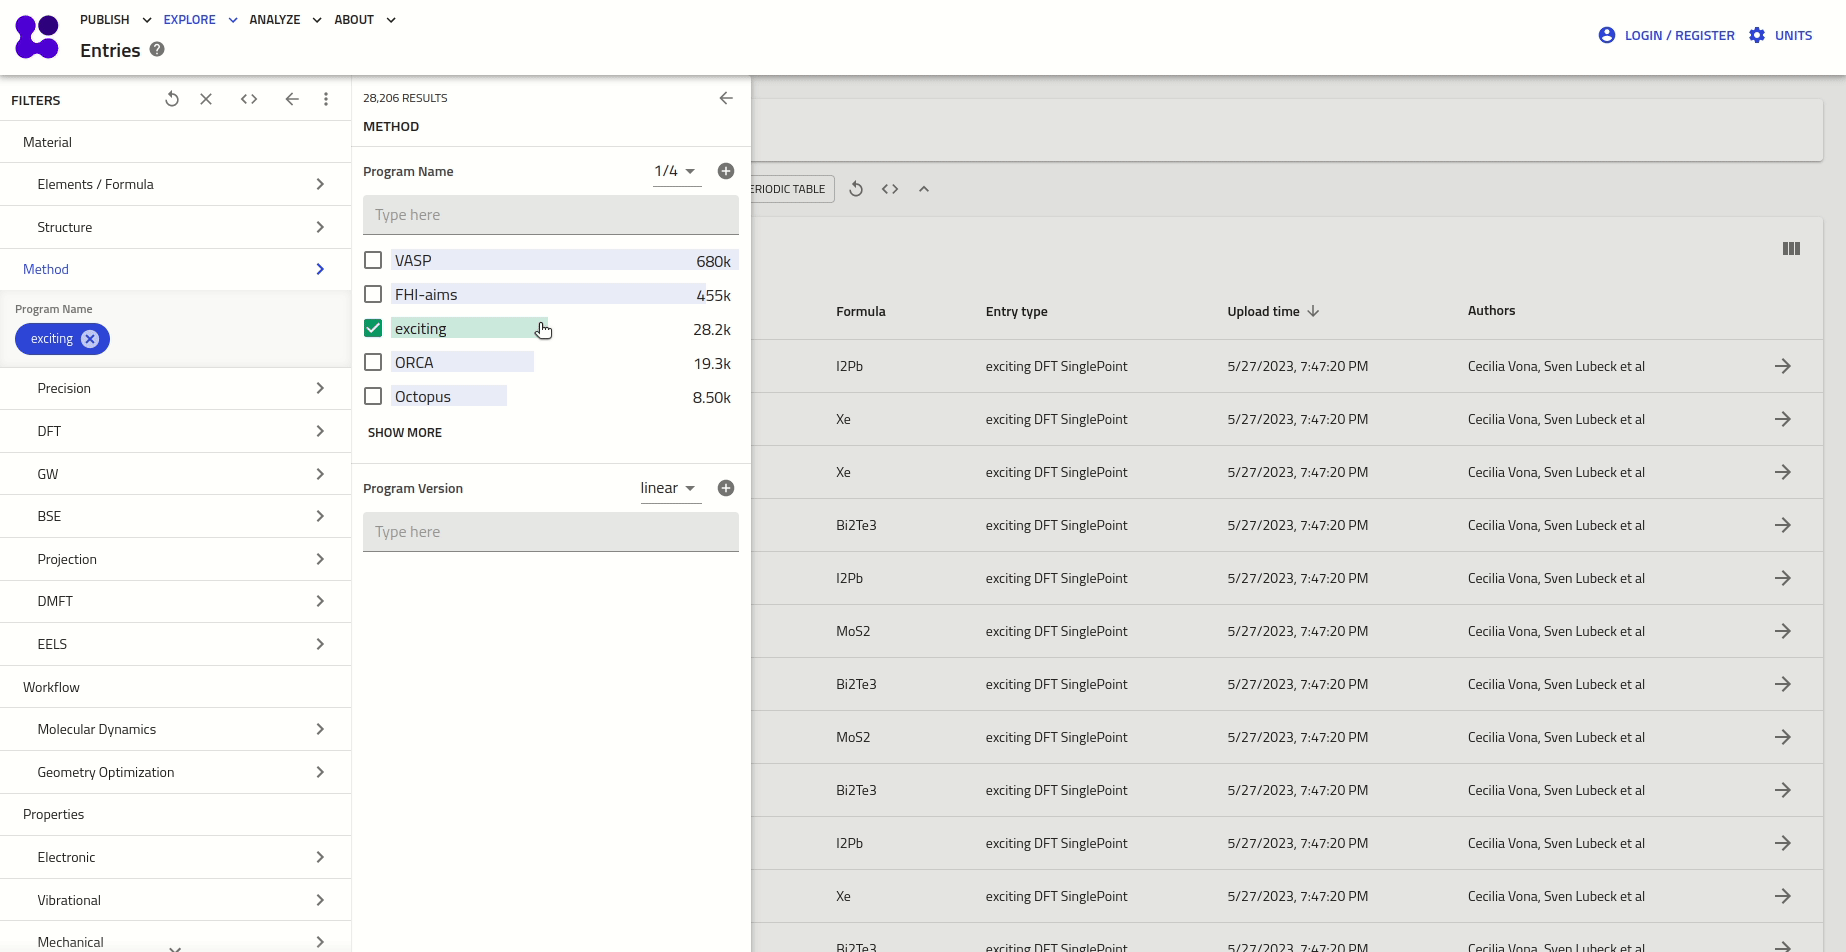 PUBLISH EXPLORE ANALYZE ABOUT
Entries
LOGIN / REGISTER UNITS
FILTERS
Material
Elements / Formula
Structure
Method
Program Name
exciting
Precision
DFT
GW
BSE
Projection
DMFT
EELS
Workflow
Molecular Dynamics
Geometry Optimization
Properties
Electronic
Vibrational
Mechanical
28,206 RESULTS
METHOD
Program Name 1/4
Type here
VASP 680k
FHI-aims 455k
exciting 28.2k
ORCA 19.3k
Octopus 8.50k
SHOW MORE
Program Version linear
Type here
ERIODIC TABLE
Formula Entry type Upload time Authors
I2Pb exciting DFT SinglePoint 5/27/2023, 7:47:20 PM Cecilia Vona, Sven Lubeck et al
Xe exciting DFT SinglePoint 5/27/2023, 7:47:20 PM Cecilia Vona, Sven Lubeck et al
Xe exciting DFT SinglePoint 5/27/2023, 7:47:20 PM Cecilia Vona, Sven Lubeck et al
Bi2Te3 exciting DFT SinglePoint 5/27/2023, 7:47:20 PM Cecilia Vona, Sven Lubeck et al
I2Pb exciting DFT SinglePoint 5/27/2023, 7:47:20 PM Cecilia Vona, Sven Lubeck et al
MoS2 exciting DFT SinglePoint 5/27/2023, 7:47:20 PM Cecilia Vona, Sven Lubeck et al
Bi2Te3 exciting DFT SinglePoint 5/27/2023, 7:47:20 PM Cecilia Vona, Sven Lubeck et al
MoS2 exciting DFT SinglePoint 5/27/2023, 7:47:20 PM Cecilia Vona, Sven Lubeck et al
Bi2Te3 exciting DFT SinglePoint 5/27/2023, 7:47:20 PM Cecilia Vona, Sven Lubeck et al
I2Pb exciting DFT SinglePoint 5/27/2023, 7:47:20 PM Cecilia Vona, Sven Lubeck et al
Xe exciting DFT SinglePoint 5/27/2023, 7:47:20 PM Cecilia Vona, Sven Lubeck et al
Bi2Te3 exciting DFT SinglePoint 5/27/2023, 7:47:20 PM Cecilia Vona, Sven Lubeck et al